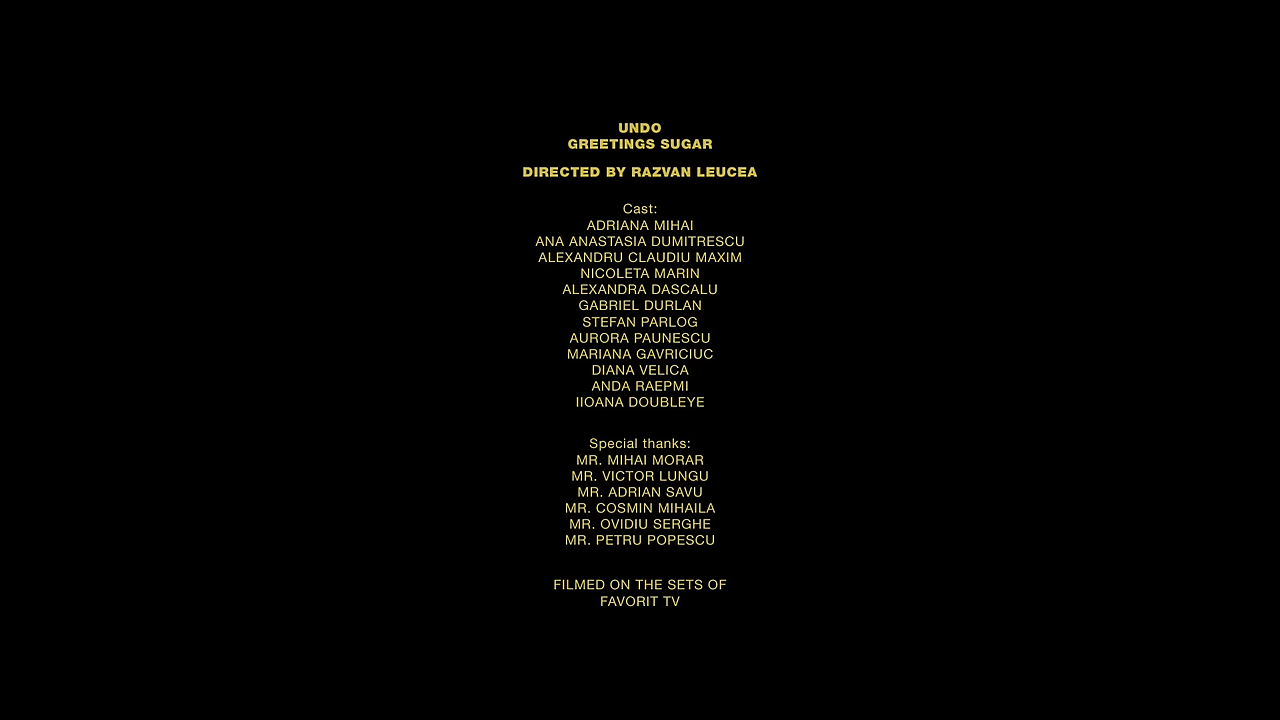 UNDO
GREETINGS SUGAR
DIRECTED BY RAZVAN LEUCEA
Cast:
ADRIANA MIHAI
ANA ANASTASIA DUMITRESCU
ALEXANDRU CLAUDIU MAXIM
NICOLETA MARIN
ALEXANDRA DASCALU
GABRIEL DURLAN
STEFAN PARLOG
AURORA PAUNESCU
MARIANA GAVRICIUC
DIANA VELICA
ANDA RAEPMI
IIOANA DOUBLEYE
Special thanks:
MR. MIHAI MORAR
MR. VICTOR LUNGU
MR. ADRIAN SAVU
MR. COSMIN MIHAILA
MR. OVIDIU SERGHE
MR. PETRU POPESCU
FILMED ON THE SETS OF
FAVORIT TV